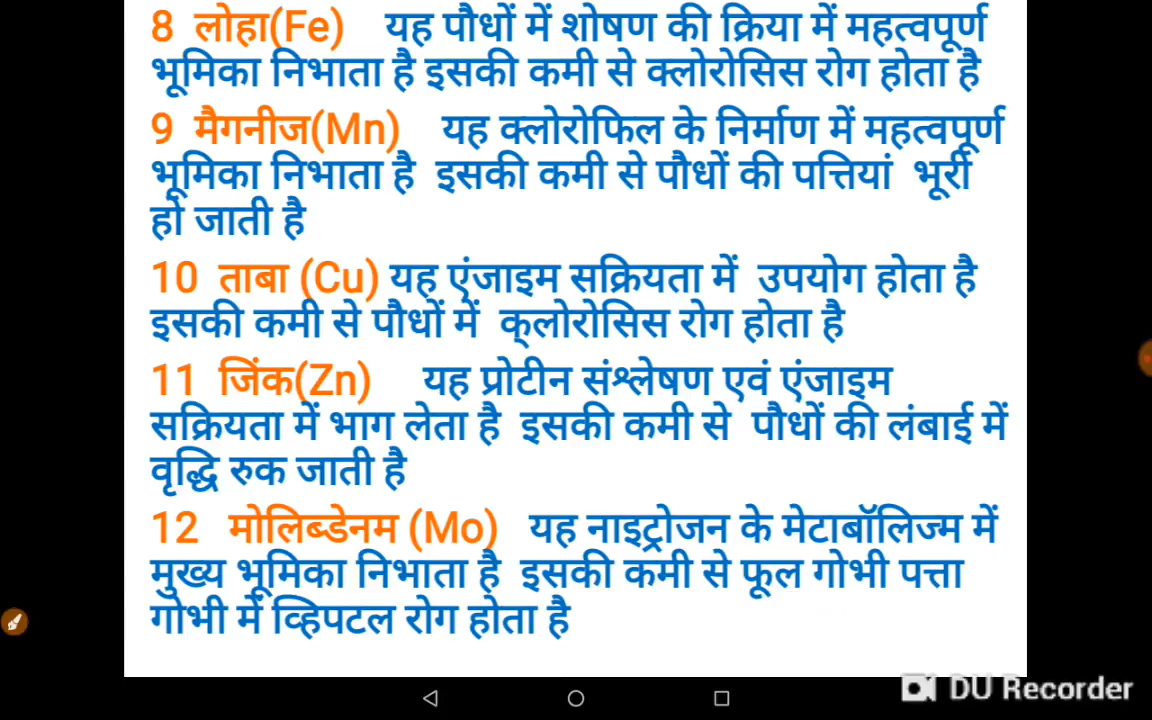 8 लोहा(Fe) यह पौधों में शोषण की क्रिया में महत्वपूर्ण
भूमिका निभाता है इसकी कमी से क्लोरोसिस रोग होता है
9 मैगनीज(Mn) यह क्लोरोफिल के निर्माण में महत्वपूर्ण
भूमिका निभाता है इसकी कमी से पौधों की पत्तियां भूरी
हो जाती है
10 ताबा (Cu) यह एंजाइम सक्रियता में उपयोग होता है
इसकी कमी से पौधों में क्‌लोरोसिस रोग होता है
11 जिंक(Zn) यह प्रोटीन संश्लेषण एवं एंजाइम
सक्रियता में भाग लेता है इसकी कमी से पौधों की लंबाई में
वृद्धि रुक जाती है
12 मोलिब्डेनम (Mo) यह नाइट्रोजन के मेटाबॉलिज्म में
मुख्य भूमिका निभाता है इसकी कमी से फूल गोभी पत्ता
गोभी में व्हिपटल रोग होता है
DU Recorder